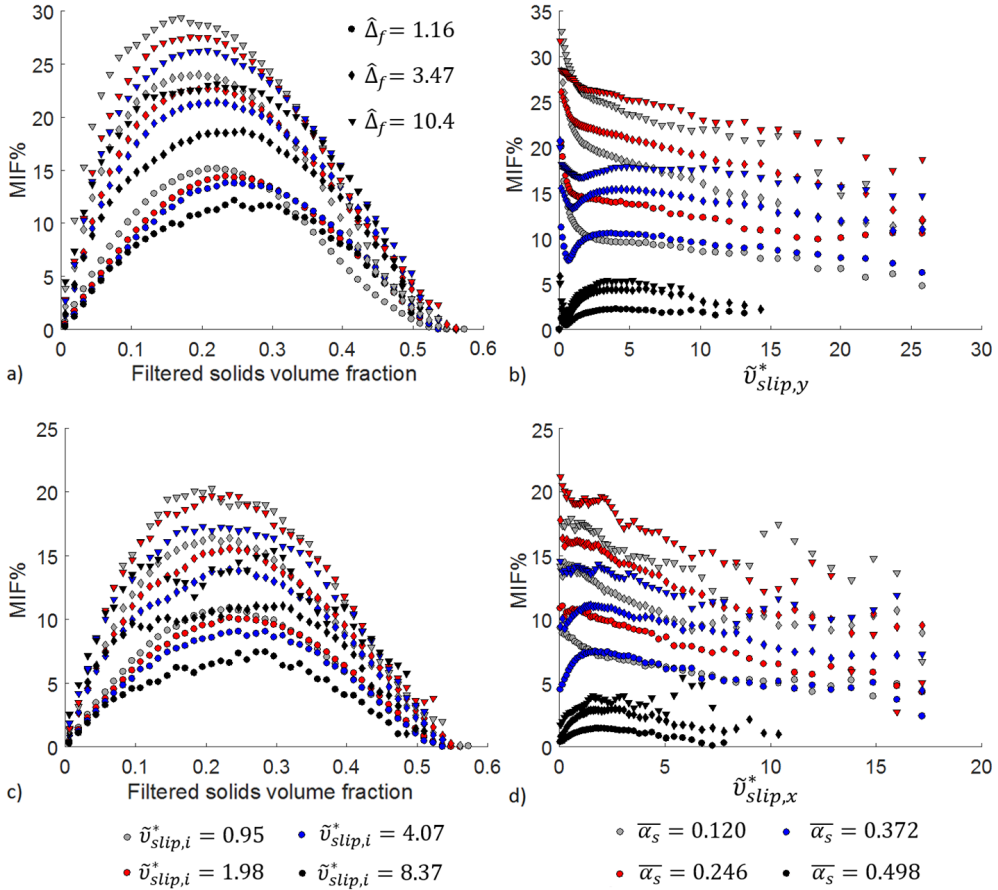 35
30
25
20
15
10
5
0
MIF%
0 0.1 0.2 0.3 0.4 0.5 0.6
Filtered solids volume fraction
a)
Δ̂_f = 1.16
Δ̂_f = 3.47
Δ̂_f = 10.4
35
30
25
20
15
10
5
0
MIF%
0 5 10 15 20 25 30
ṽ*_slip,y
b)
25
20
15
10
5
0
MIF%
0 0.1 0.2 0.3 0.4 0.5 0.6
Filtered solids volume fraction
c)
25
20
15
10
5
0
MIF%
0 5 10 15 20
ṽ*_slip,x
d)
ṽ*_slip,i = 0.95
ṽ*_slip,i = 4.07
ṽ*_slip,i = 1.98
ṽ*_slip,i = 8.37
α_s = 0.120
α_s = 0.372
α_s = 0.246
α_s = 0.498